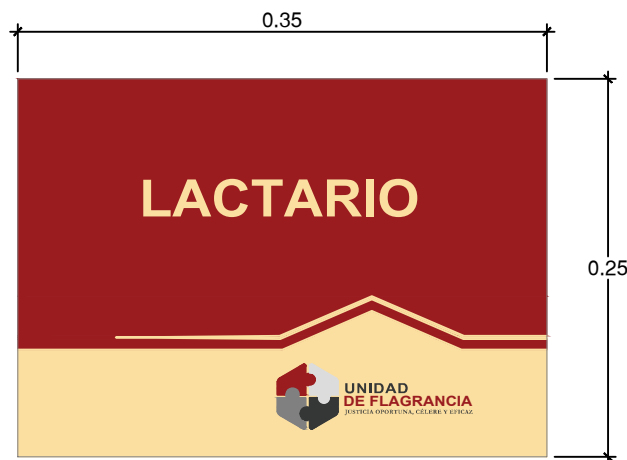 0.35
LACTARIO
0.25
UNIDAD
DE FLAGRANCIA
JUSTICIA OPORTUNA, CÉLERE Y EFICAZ